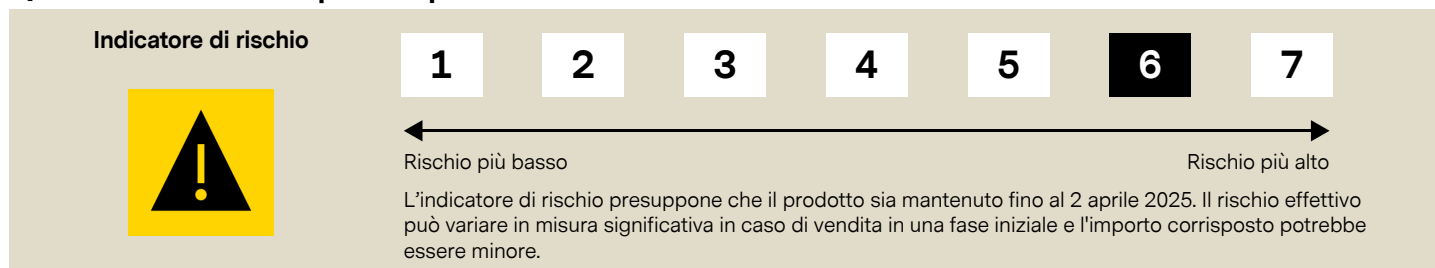 Indicatore di rischio
1 2 3 4 5 6 7
Rischio più basso
Rischio più alto
L'indicatore di rischio presuppone che il prodotto sia mantenuto fino al 2 aprile 2025. Il rischio effettivo
può variare in misura significativa in caso di vendita in una fase iniziale e l'importo corrisposto potrebbe
essere minore.